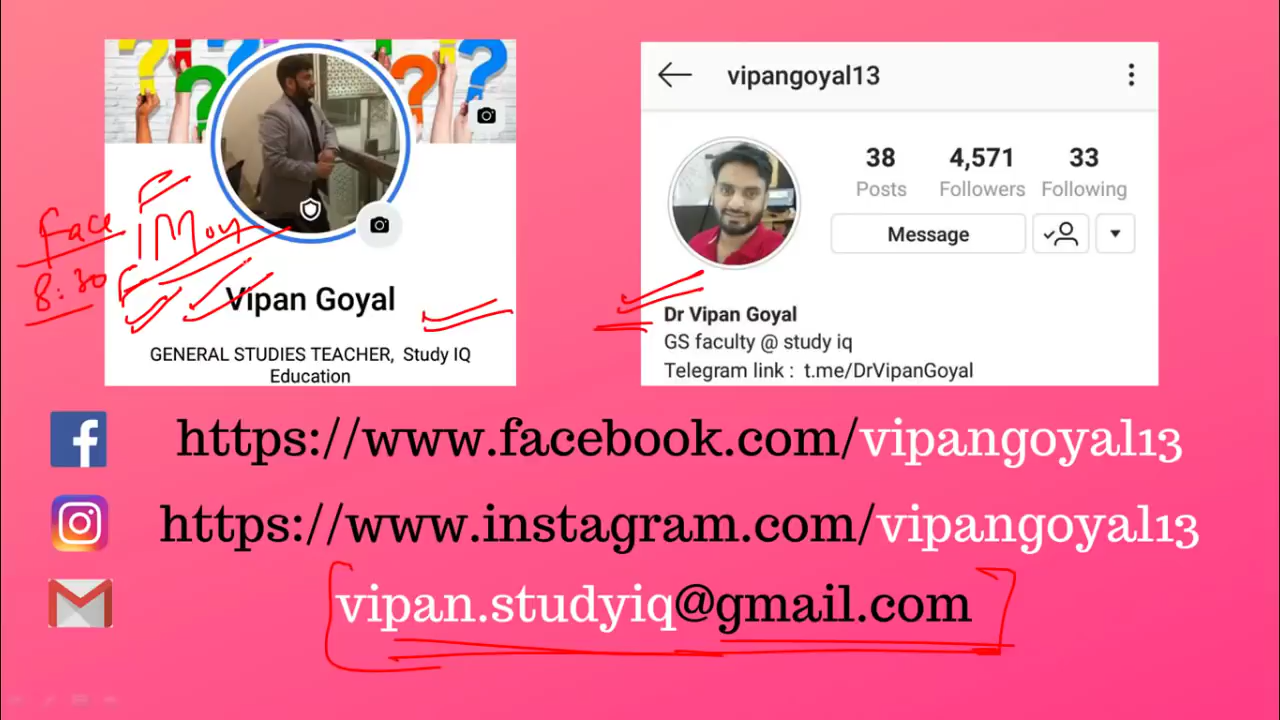 Face
8:30
F
Mon
F
Vipan Goyal
GENERAL STUDIES TEACHER, Study IQ
Education
vipangoyal13
38 4,571 33
Posts Followers Following
Message
Dr Vipan Goyal
GS faculty @ study iq
Telegram link : t.me/DrVipanGoyal
https://www.facebook.com/vipangoyal13
https://www.instagram.com/vipangoyal13
vipan.studyiq@gmail.com